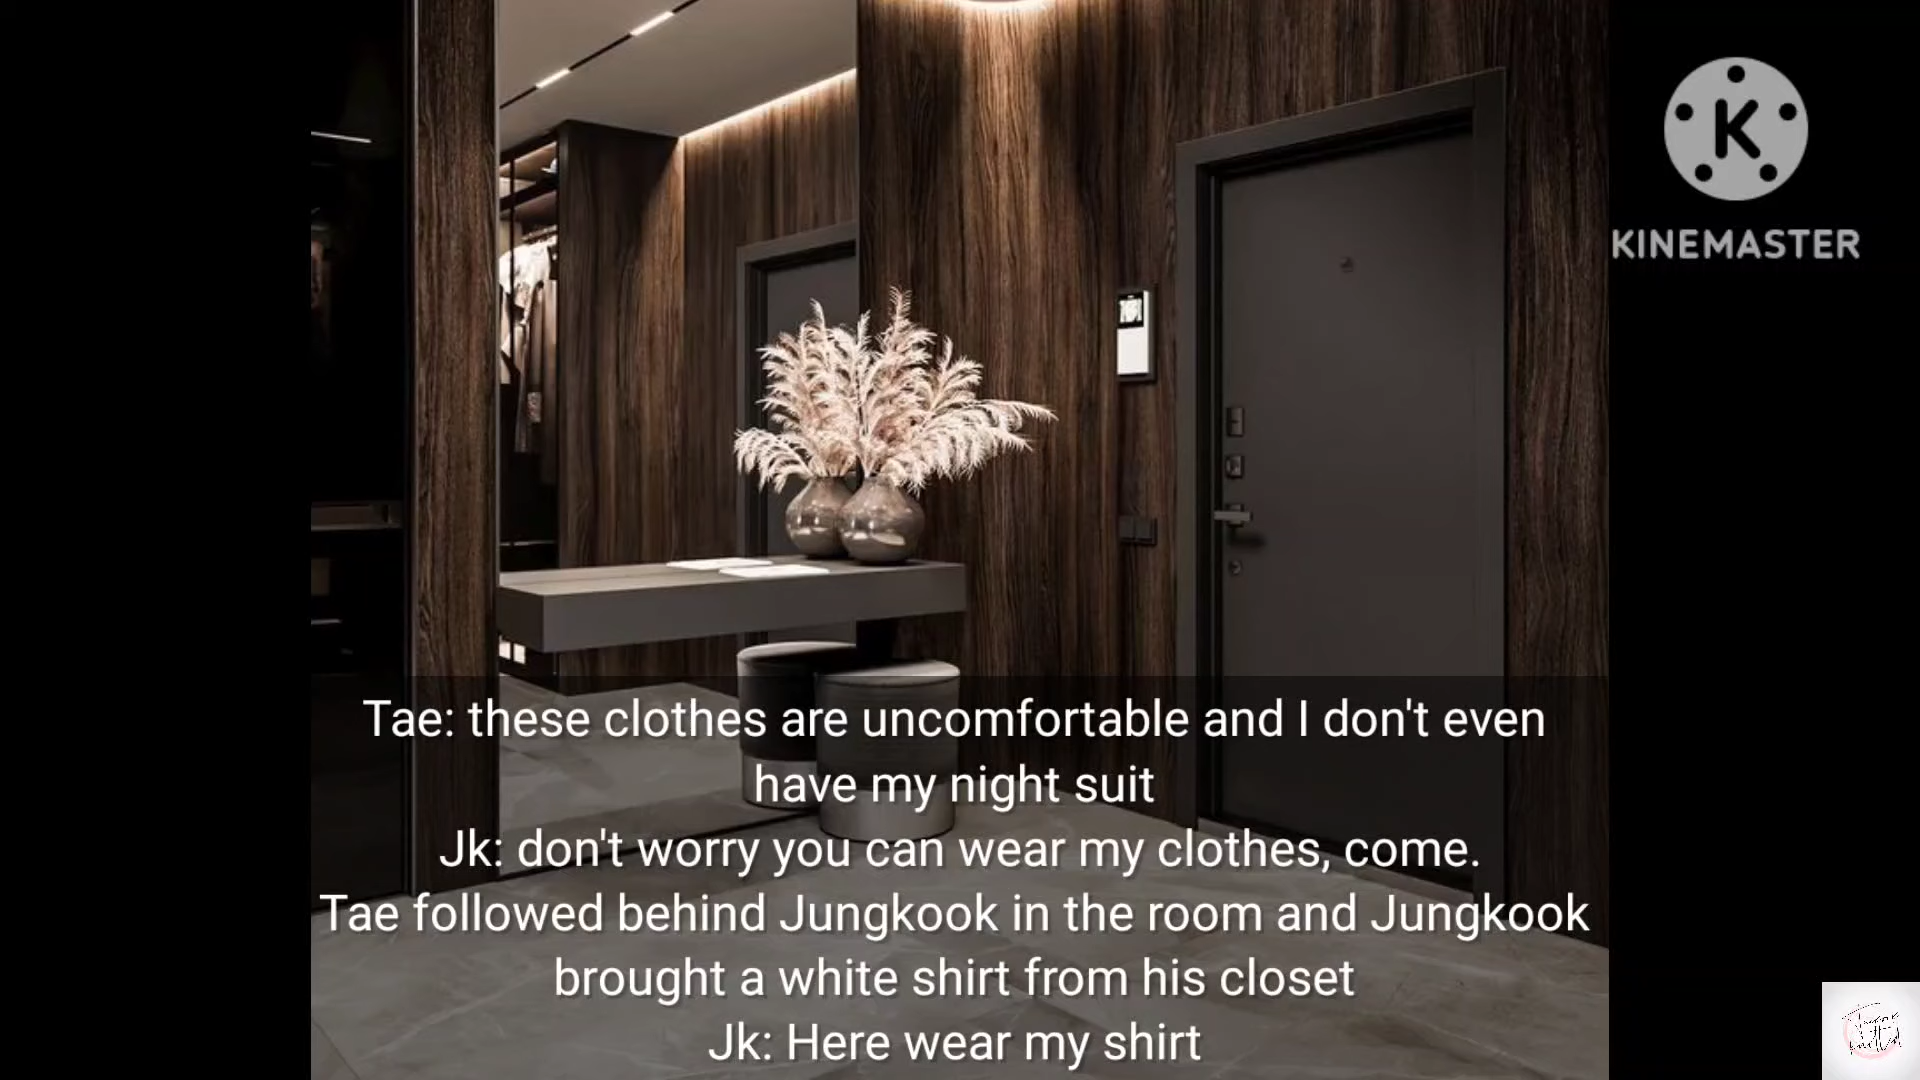 K
KINEMASTER
Tae: these clothes are uncomfortable and I don't even
have my night suit
Jk: don't worry you can wear my clothes, come.
Tae followed behind Jungkook in the room and Jungkook
brought a white shirt from his closet
Jk: Here wear my shirt